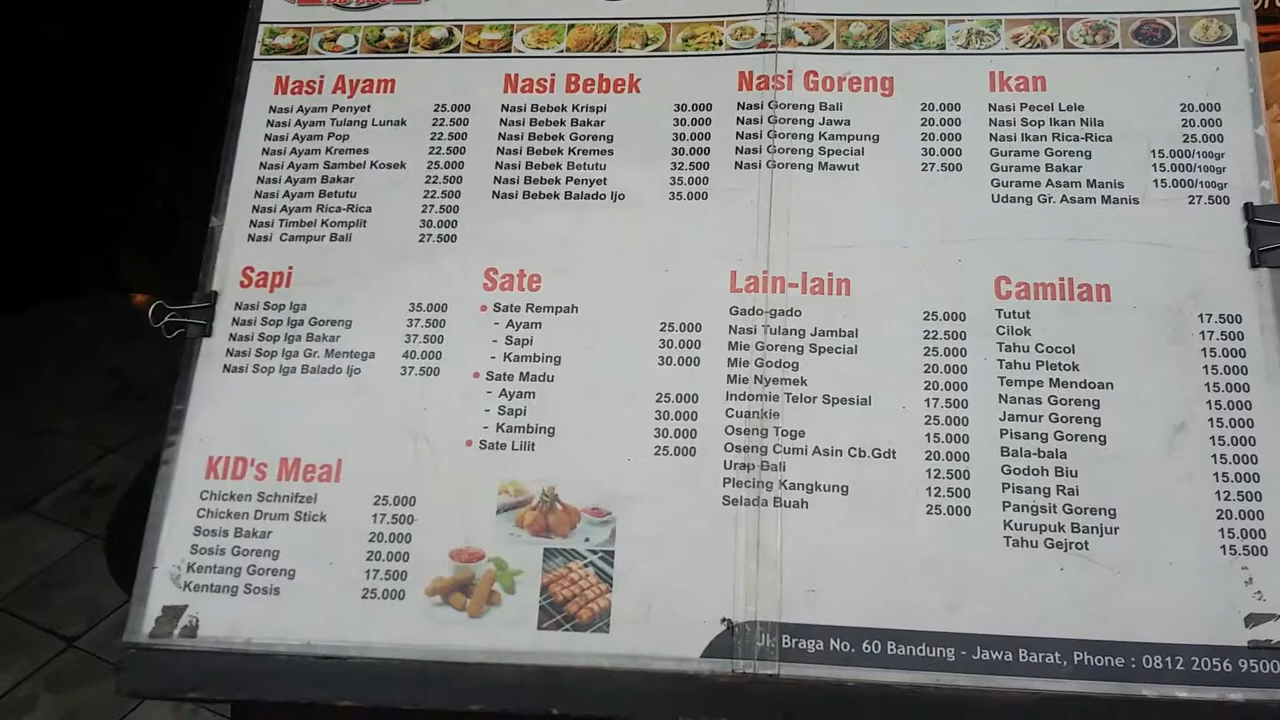 Nasi Ayam
Nasi Ayam Penyet 25.000
Nasi Ayam Tulang Lunak 22.500
Nasi Ayam Pop 22.500
Nasi Ayam Kremes 22.500
Nasi Ayam Sambel Kosek 25.000
Nasi Ayam Bakar 22.500
Nasi Ayam Betutu 22.500
Nasi Ayam Rica-Rica 27.500
Nasi Timbel Komplit 30.000
Nasi Campur Bali 27.500
Nasi Bebek
Nasi Bebek Krispi 30.000
Nasi Bebek Bakar 30.000
Nasi Bebek Goreng 30.000
Nasi Bebek Kremes 30.000
Nasi Bebek Betutu 32.500
Nasi Bebek Penyet 35.000
Nasi Bebek Balado Ijo 35.000
Nasi Goreng
Nasi Goreng Bali 20.000
Nasi Goreng Jawa 20.000
Nasi Goreng Kampung 20.000
Nasi Goreng Special 30.000
Nasi Goreng Mawut 27.500
Ikan
Nasi Pecel Lele 20.000
Nasi Sop Ikan Nila 20.000
Nasi Ikan Rica-Rica 25.000
Gurame Goreng 15.000/100gr
Gurame Bakar 15.000/100gr
Gurame Asam Manis 15.000/100gr
Udang Gr. Asam Manis 27.500
Sapi
Nasi Sop Iga 35.000
Nasi Sop Iga Goreng 37.500
Nasi Sop Iga Bakar 37.500
Nasi Sop Iga Gr. Mentega 40.000
Nasi Sop Iga Balado Ijo 37.500
Sate
• Sate Rempah
- Ayam 25.000
- Sapi 30.000
- Kambing 30.000
• Sate Madu
- Ayam 25.000
- Sapi 30.000
- Kambing 30.000
• Sate Lilit 25.000
Lain-lain
Gado-gado 25.000
Nasi Tulang Jambal 22.500
Mie Goreng Special 25.000
Mie Godog 20.000
Mie Nyemek 20.000
Indomie Telor Spesial 17.500
Cuankie 25.000
Oseng Toge 15.000
Oseng Cumi Asin Cb.Gdt 20.000
Urap Bali 12.500
Plecing Kangkung 12.500
Selada Buah 25.000
Camilan
Tutut 17.500
Cilok 17.500
Tahu Cocol 15.000
Tahu Pletok 15.000
Tempe Mendoan 15.000
Nanas Goreng 15.000
Jamur Goreng 15.000
Pisang Goreng 15.000
Bala-bala 15.000
Godoh Biu 15.000
Pisang Rai 12.500
Pangsit Goreng 20.000
Kurupuk Banjur 15.000
Tahu Gejrot 15.500
KID's Meal
Chicken Schnifzel 25.000
Chicken Drum Stick 17.500
Sosis Bakar 20.000
Sosis Goreng 20.000
Kentang Goreng 17.500
Kentang Sosis 25.000
Jl. Braga No. 60 Bandung - Jawa Barat, Phone : 0812 2056 9500